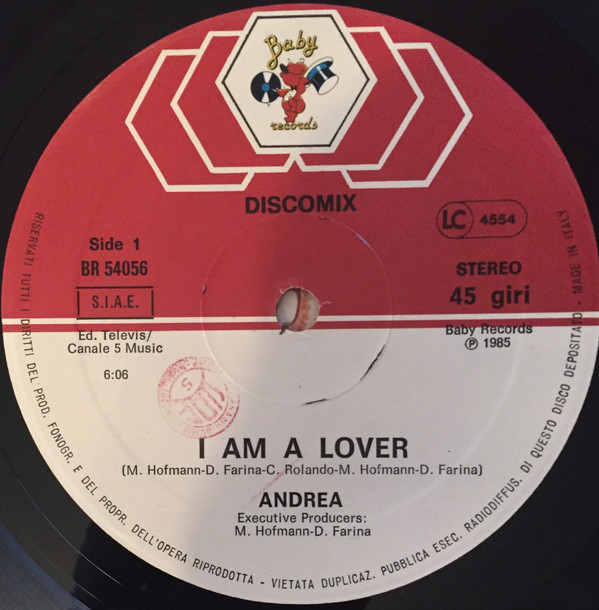 Baby
records
DISCOMIX
LC 4554
Side 1
BR 54056
S.I.A.E.
Ed. Televis/
Canale 5 Music
6:06
STEREO
45 giri
Baby Records
Ⓟ 1985
I AM A LOVER
(M. Hofmann-D. Farina-C. Rolando-M. Hofmann-D. Farina)
ANDREA
Executive Producers:
M. Hofmann-D. Farina
RISERVATI TUTTI I DIRITTI DEL PROD. FONOGR. E DEL PROPR. DELL'OPERA RIPRODOTTA - VIETATA DUPLICAZ. PUBBLICA ESEC. RADIODIFFUS. DI QUESTO DISCO DEPOSITATO - MADE IN ITALY